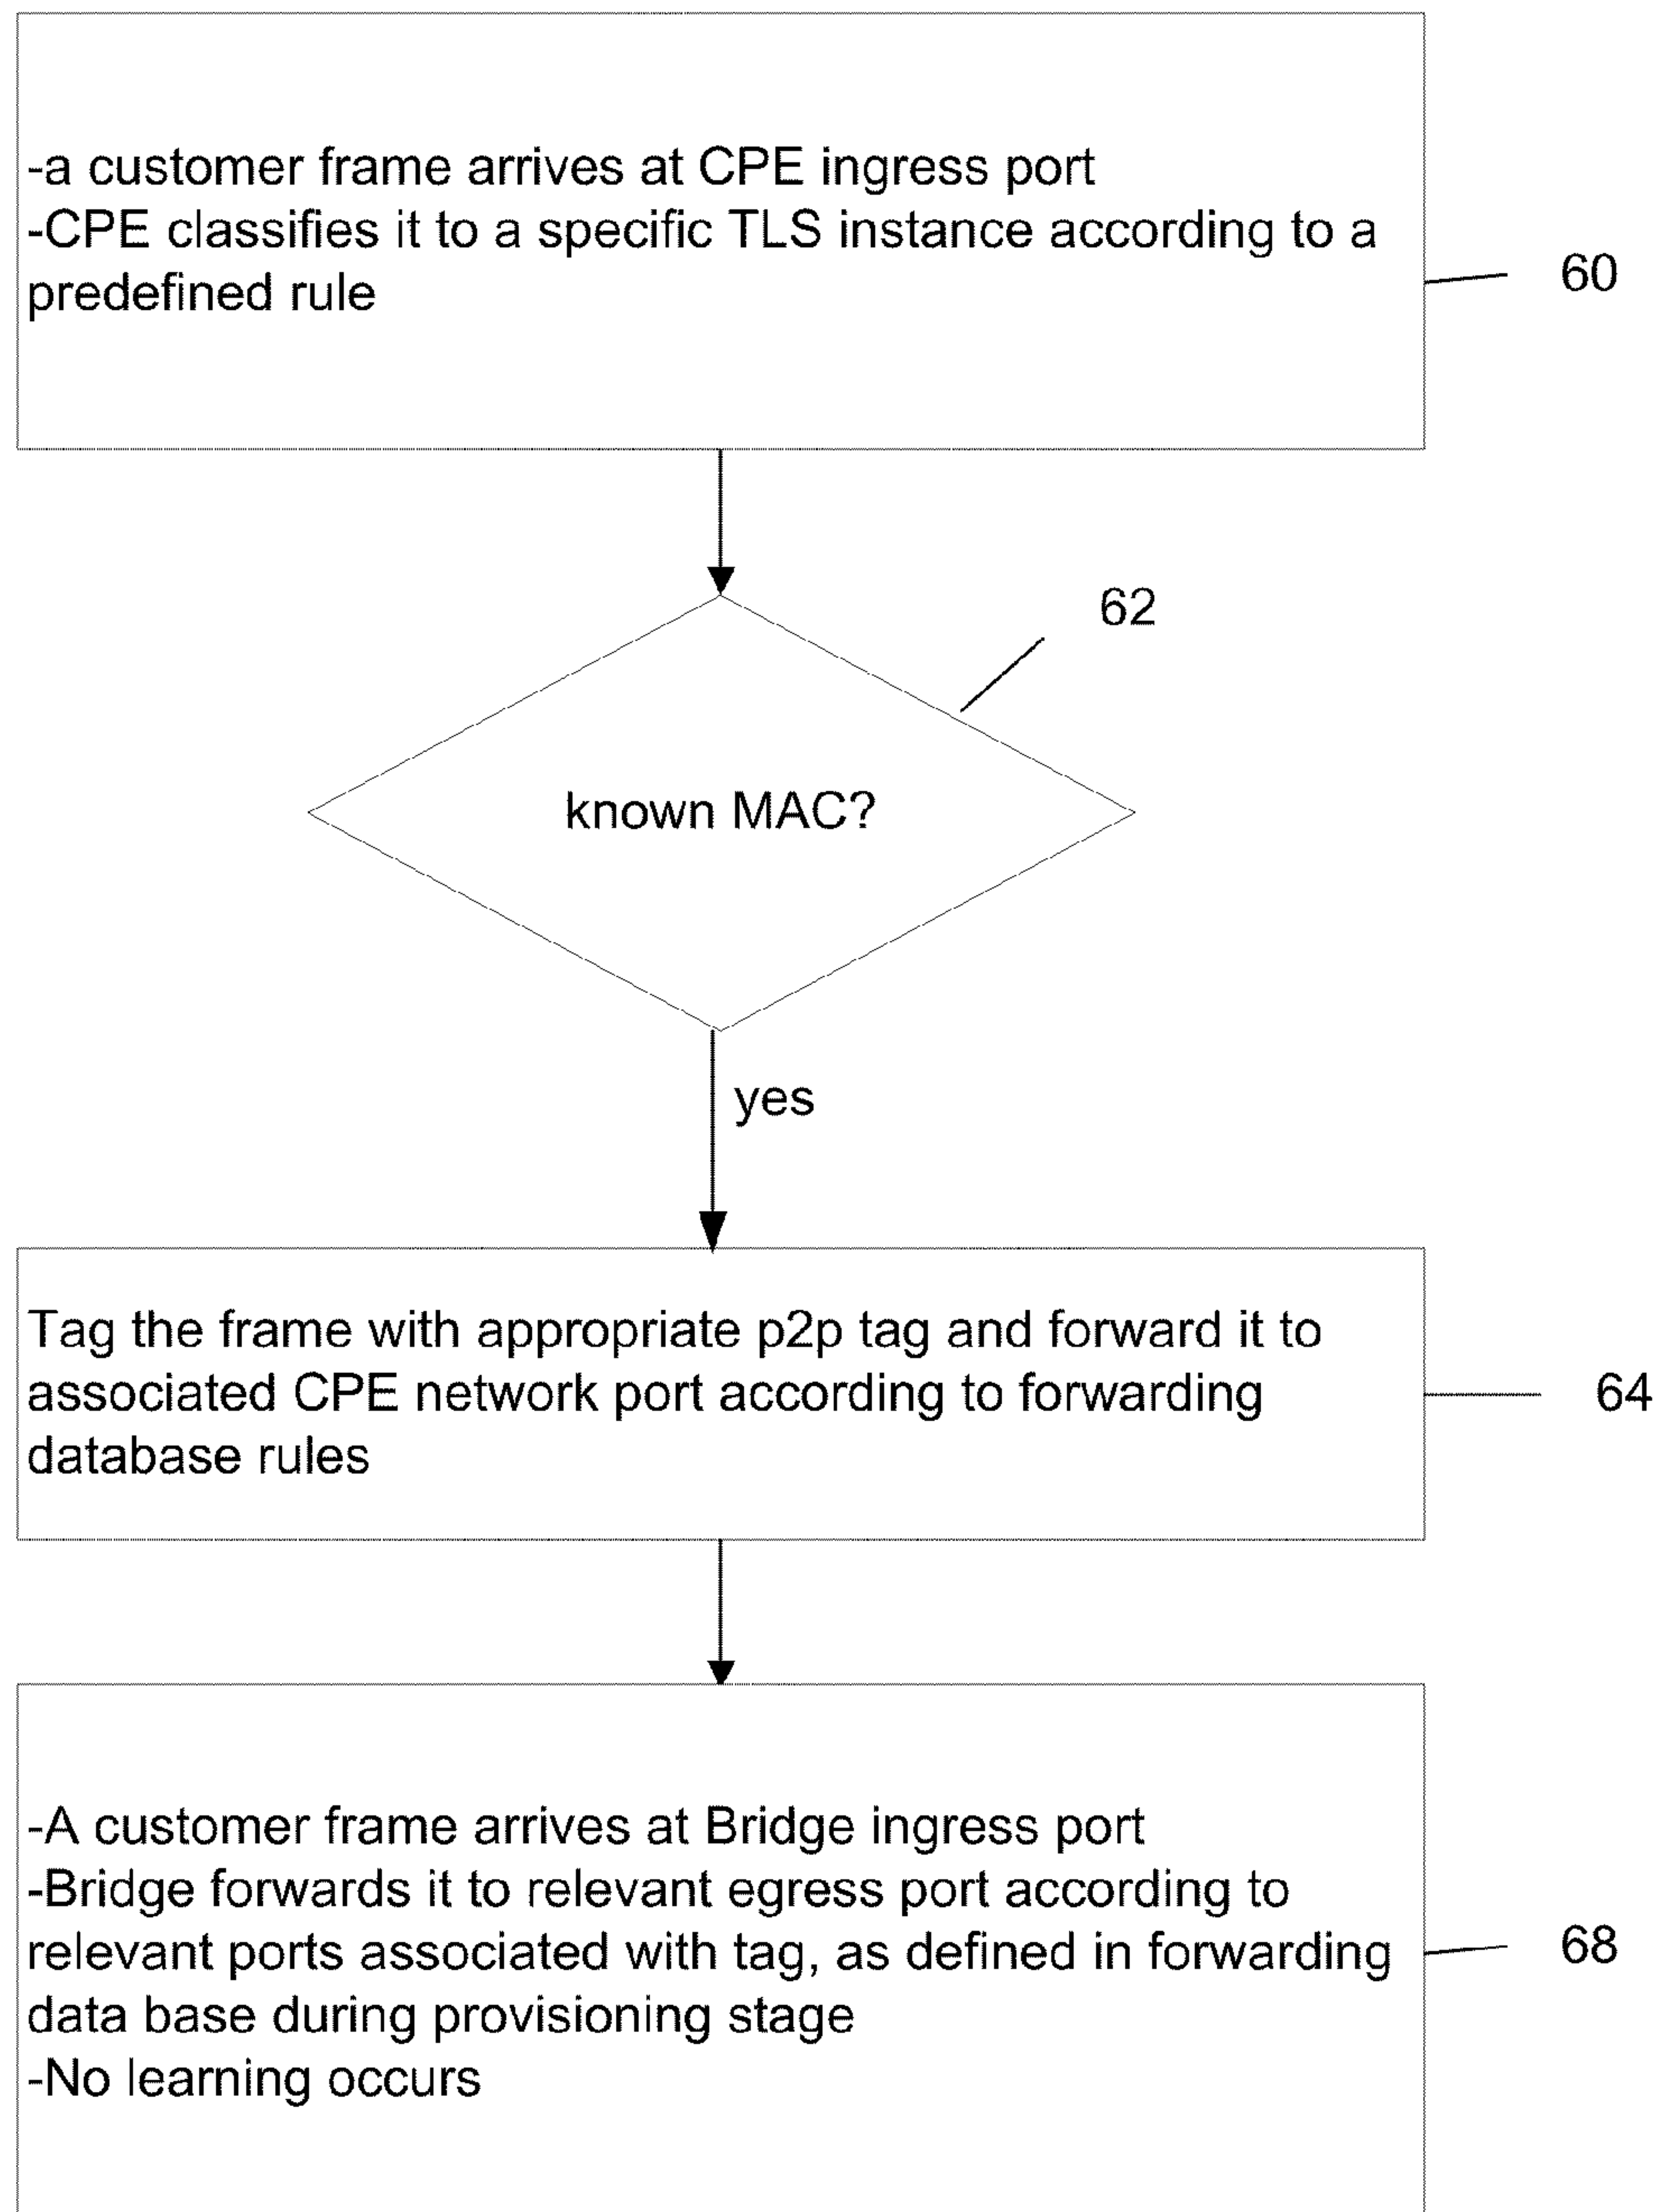 -a customer frame arrives at CPE ingress port
-CPE classifies it to a specific TLS instance according to a
predefined rule
60
62
known MAC?
yes
Tag the frame with appropriate p2p tag and forward it to
associated CPE network port according to forwarding
database rules
64
-A customer frame arrives at Bridge ingress port
-Bridge forwards it to relevant egress port according to
relevant ports associated with tag, as defined in forwarding
data base during provisioning stage
-No learning occurs
68